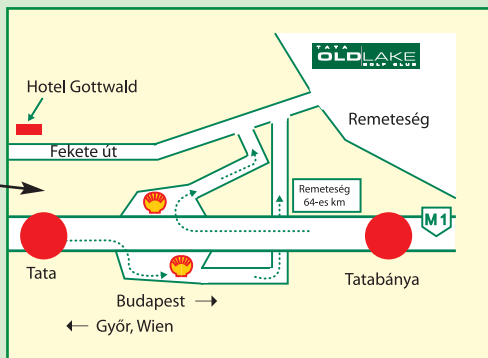 TATA
OLDLAKE
GOLF CLUB
Hotel Gottwald
Remeteség
Fekete út
Remeteség
64-es km
M1
Tata
Tatabánya
Budapest →
← Győr, Wien